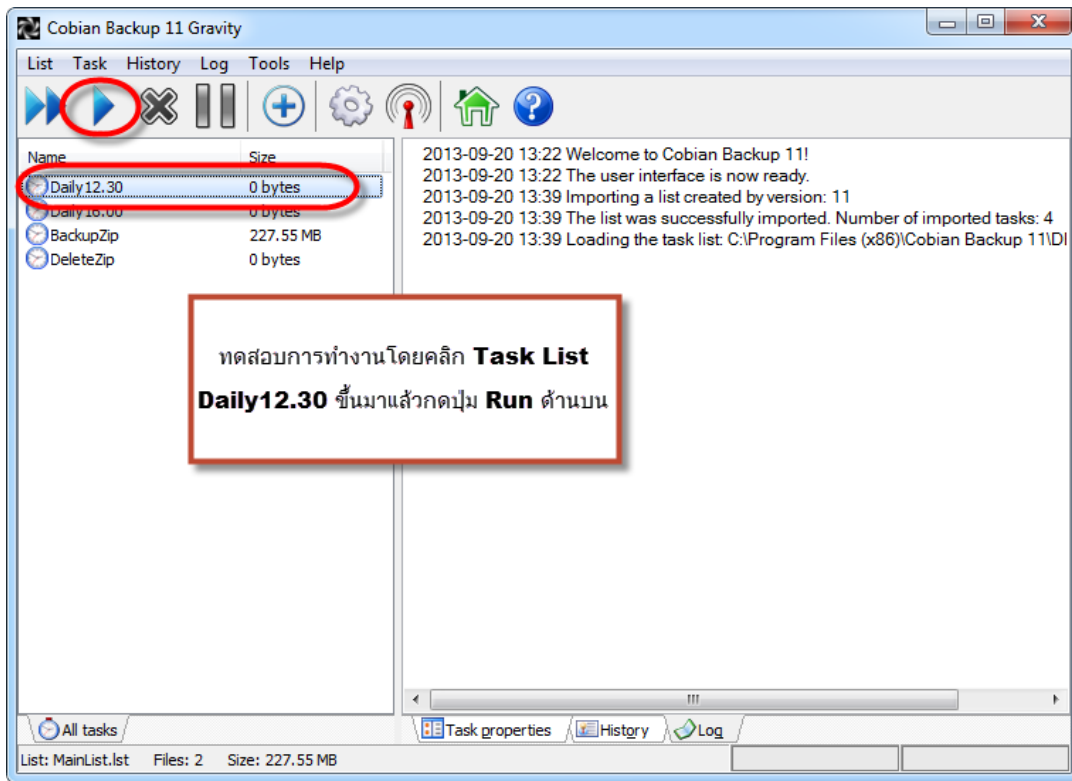 Cobian Backup 11 Gravity
List Task History Log Tools Help
Name Size
Daily12.30 0 bytes
Daily16.00 0 bytes
BackupZip 227.55 MB
DeleteZip 0 bytes
2013-09-20 13:22 Welcome to Cobian Backup 11!
2013-09-20 13:22 The user interface is now ready.
2013-09-20 13:39 Importing a list created by version: 11
2013-09-20 13:39 The list was successfully imported. Number of imported tasks: 4
2013-09-20 13:39 Loading the task list: C:\Program Files (x86)\Cobian Backup 11\DI
ทดสอบการทำงานโดยคลิก Task List
Daily12.30 ขึ้นมาแล้วกดปุ่ม Run ด้านบน
All tasks
Task properties History Log
List: MainList.lst Files: 2 Size: 227.55 MB